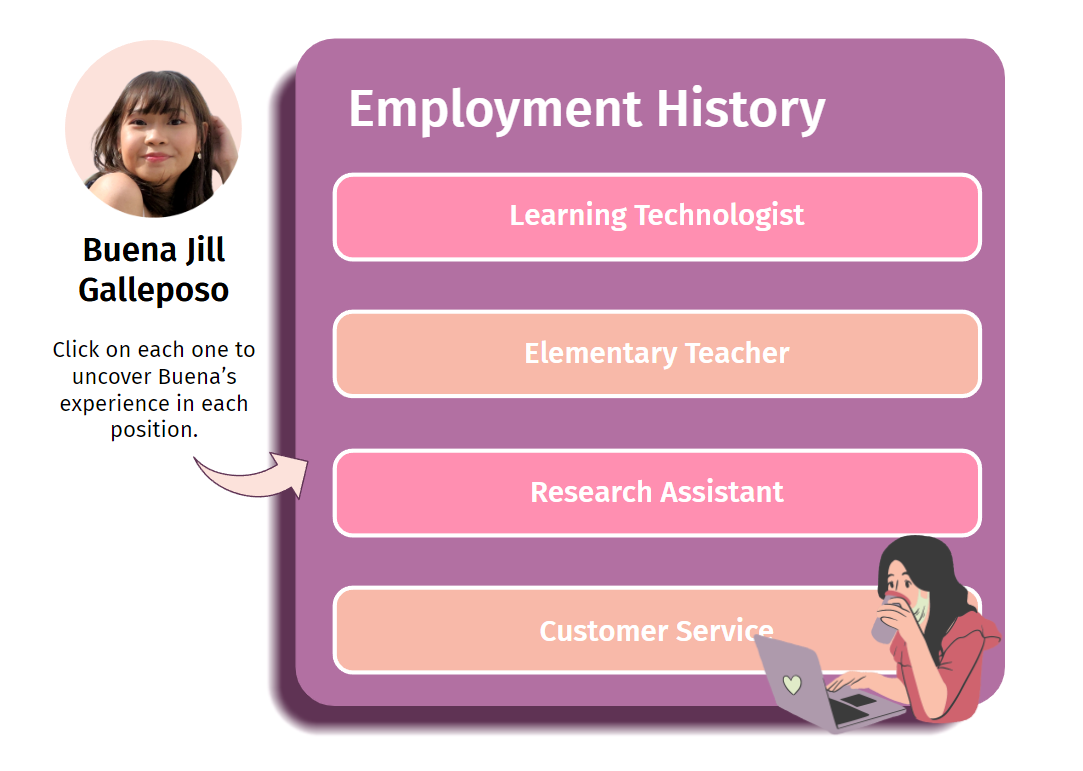 Buena Jill
Galleposo
Click on each one to
uncover Buena’s
experience in each
position.
Employment History
Learning Technologist
Elementary Teacher
Research Assistant
Customer Service